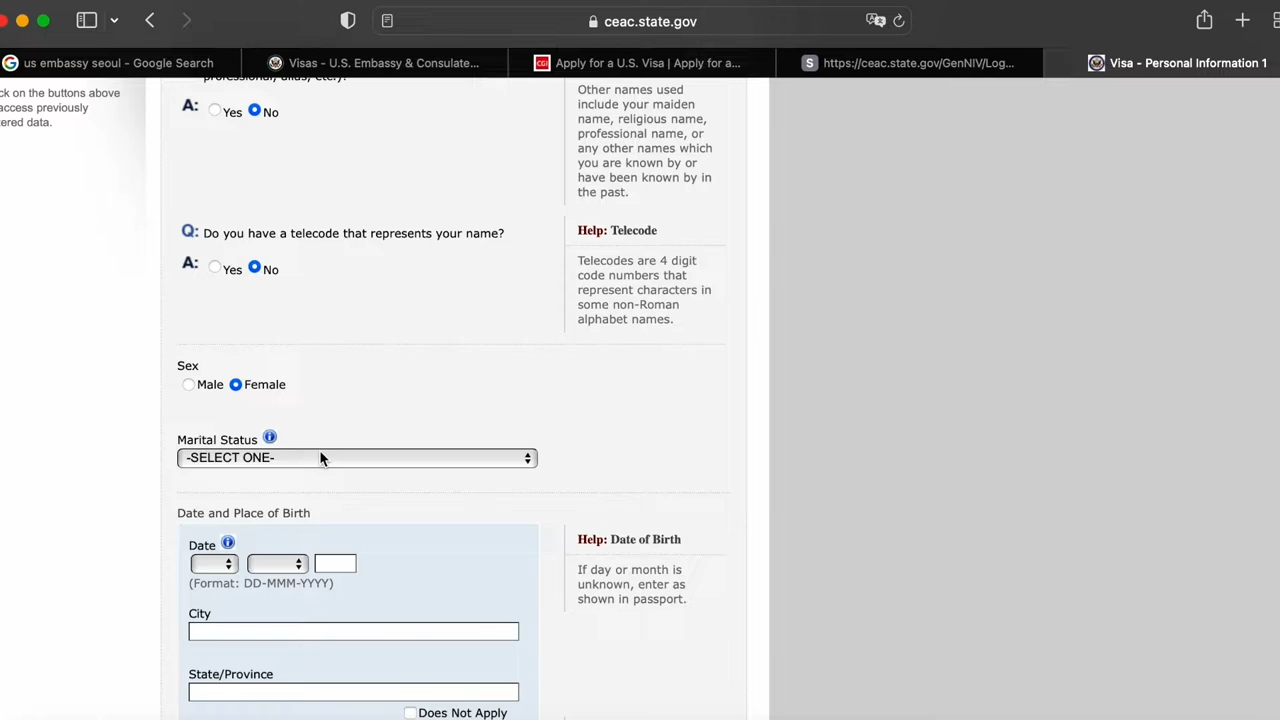 ceac.state.gov
us embassy seoul - Google Search
Visas - U.S. Embassy & Consulate...
CGI
Apply for a U.S. Visa | Apply for a...
S
https://ceac.state.gov/GenNIV/Log...
Visa - Personal Information 1
ck on the buttons above
access previously
tered data.
professional, alias, etc.)?
A: Yes No
Other names used
include your maiden
name, religious name,
professional name, or
any other names which
you are known by or
have been known by in
the past.
Q: Do you have a telecode that represents your name?
A: Yes No
Help: Telecode
Telecodes are 4 digit
code numbers that
represent characters in
some non-Roman
alphabet names.
Sex
Male Female
Marital Status
-SELECT ONE-
Date and Place of Birth
Date
(Format: DD-MMM-YYYY)
City
State/Province
Does Not Apply
Help: Date of Birth
If day or month is
unknown, enter as
shown in passport.